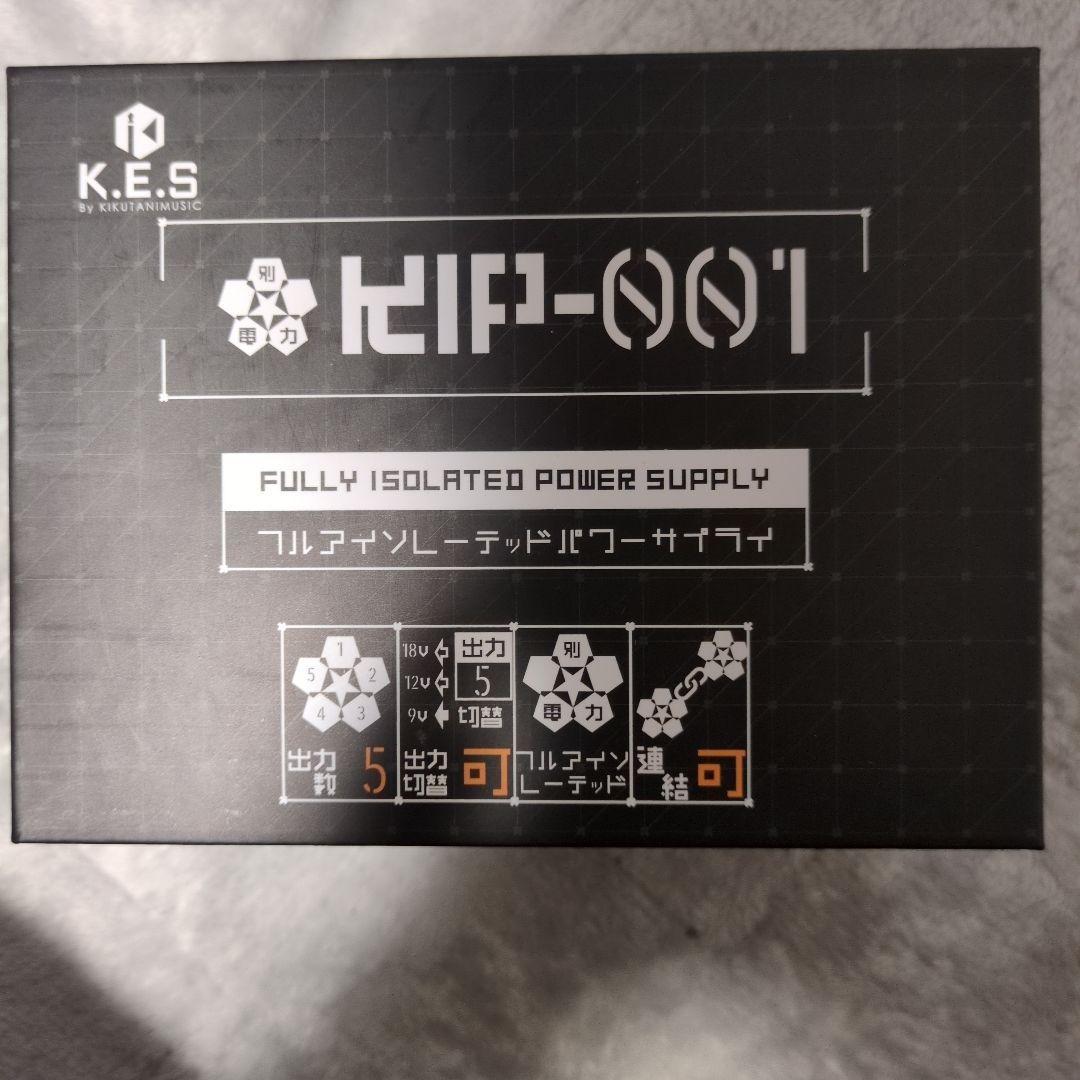 K.E.S
By KIKUTANIMUSIC
別
電 力
KIP-001
FULLY ISOLATED POWER SUPPLY
フルアイソレーテッドパワーサプライ
1
5 2
4 3
出力数 5
18v 出力
12v 5
9v 切替
出力切替 可
別
電 力
フルアイソ
レーテッド
連結 可